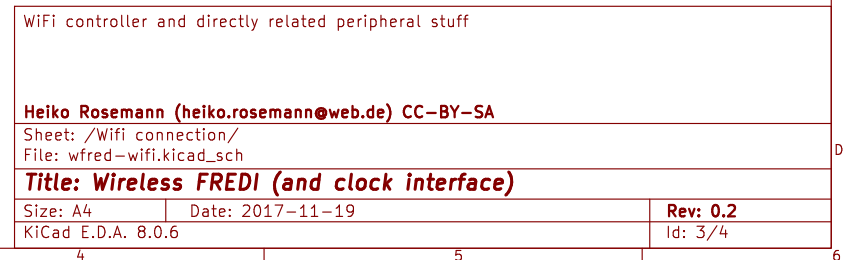 WiFi controller and directly related peripheral stuff
Heiko Rosemann (heiko.rosemann@web.de) CC-BY-SA
Sheet: /Wifi connection/
File: wfred-wifi.kicad_sch
D
Title: Wireless FREDI (and clock interface)
Size: A4 Date: 2017-11-19 Rev: 0.2
KiCad E.D.A. 8.0.6 Id: 3/4
4 5 6